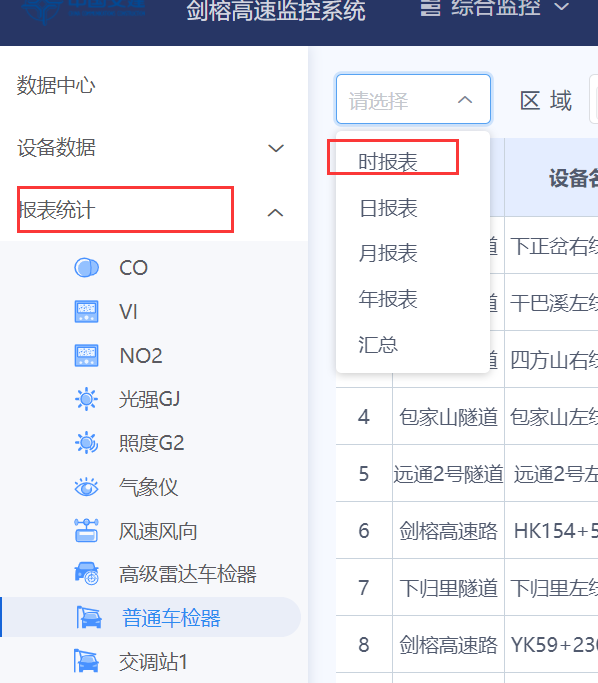 剑榕高速监控系统
综合监控
数据中心
设备数据
报表统计
CO
VI
NO2
光强GJ
照度G2
气象仪
风速风向
高级雷达车检器
普通车检器
交调站1
请选择
区 域
时报表
日报表
月报表
年报表
汇总
设备名
下正岔右线
干巴溪左线
四方山右线
4 包家山隧道 包家山左线
5 远通2号隧道 远通2号左
6 剑榕高速路 HK154+5
7 下归里隧道 下归里左线
8 剑榕高速路 YK59+230